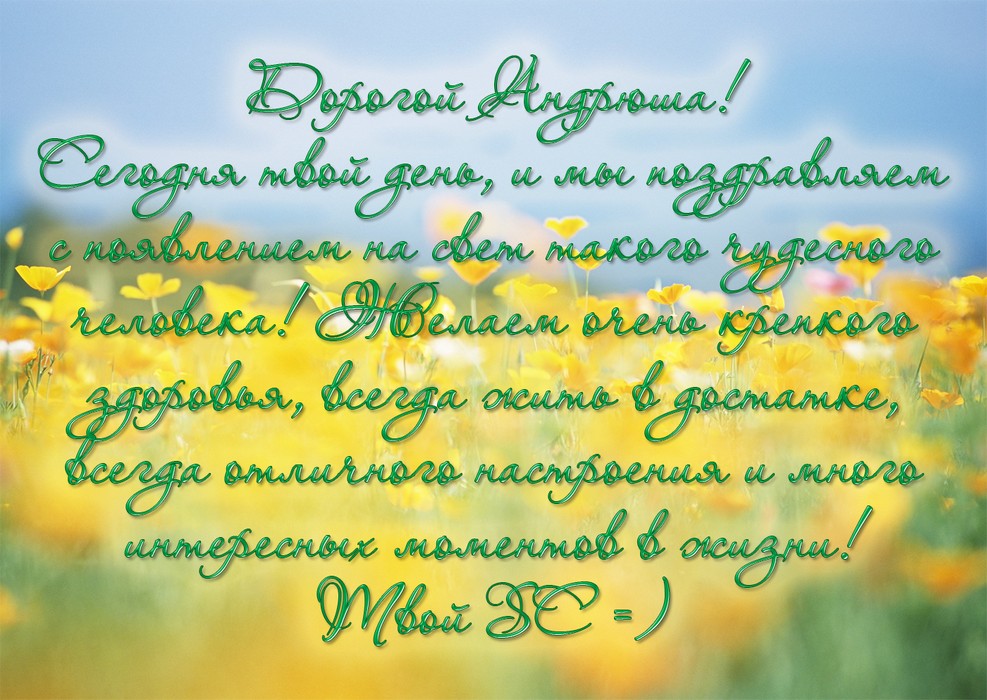 Дорогой Андрюша!
Сегодня твой день, и мы поздравляем
с появлением на свет такого чудесного
человека! Желаем очень крепкого
здоровья, всегда жить в достатке,
всегда отличного настроения и много
интересных моментов в жизни!
Твой БС =)